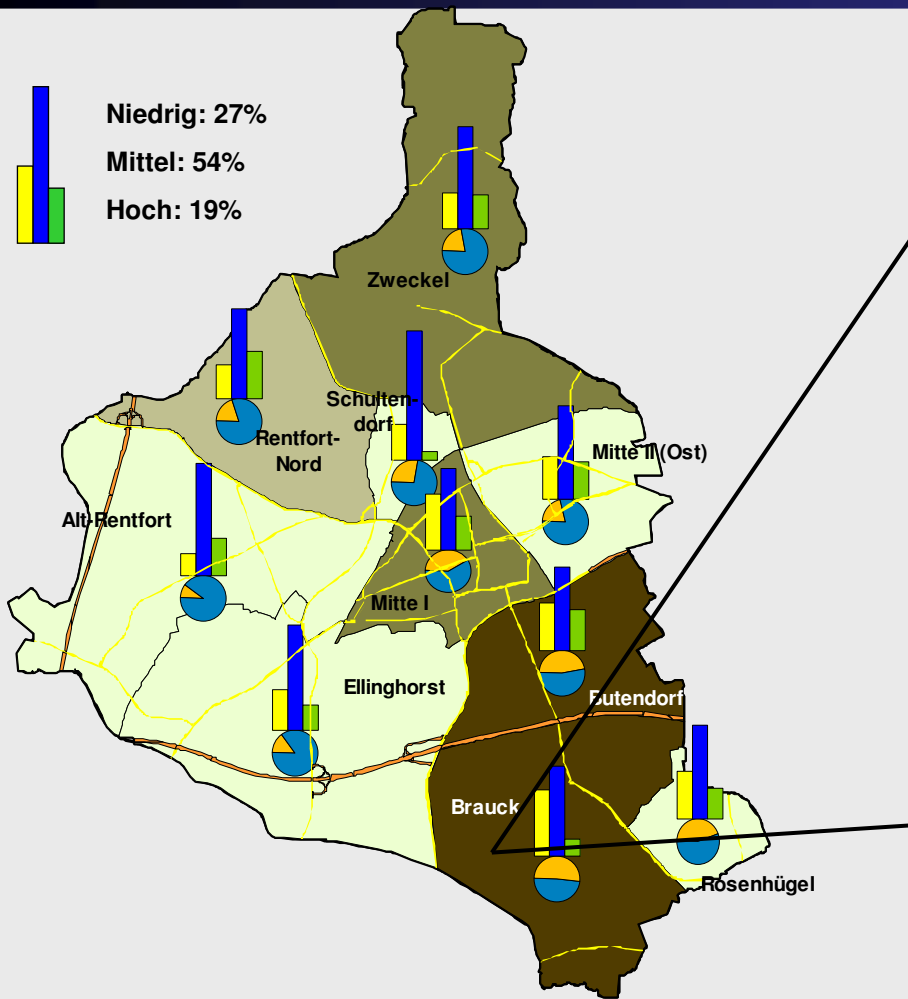 Niedrig: 27%
Mittel: 54%
Hoch: 19%
Zweckel
Schulten-
dorf
Rentfort-
Nord
Mitte II (Ost)
Alt-Rentfort
Mitte I
Ellinghorst
Butendorf
Brauck
Rosenhügel